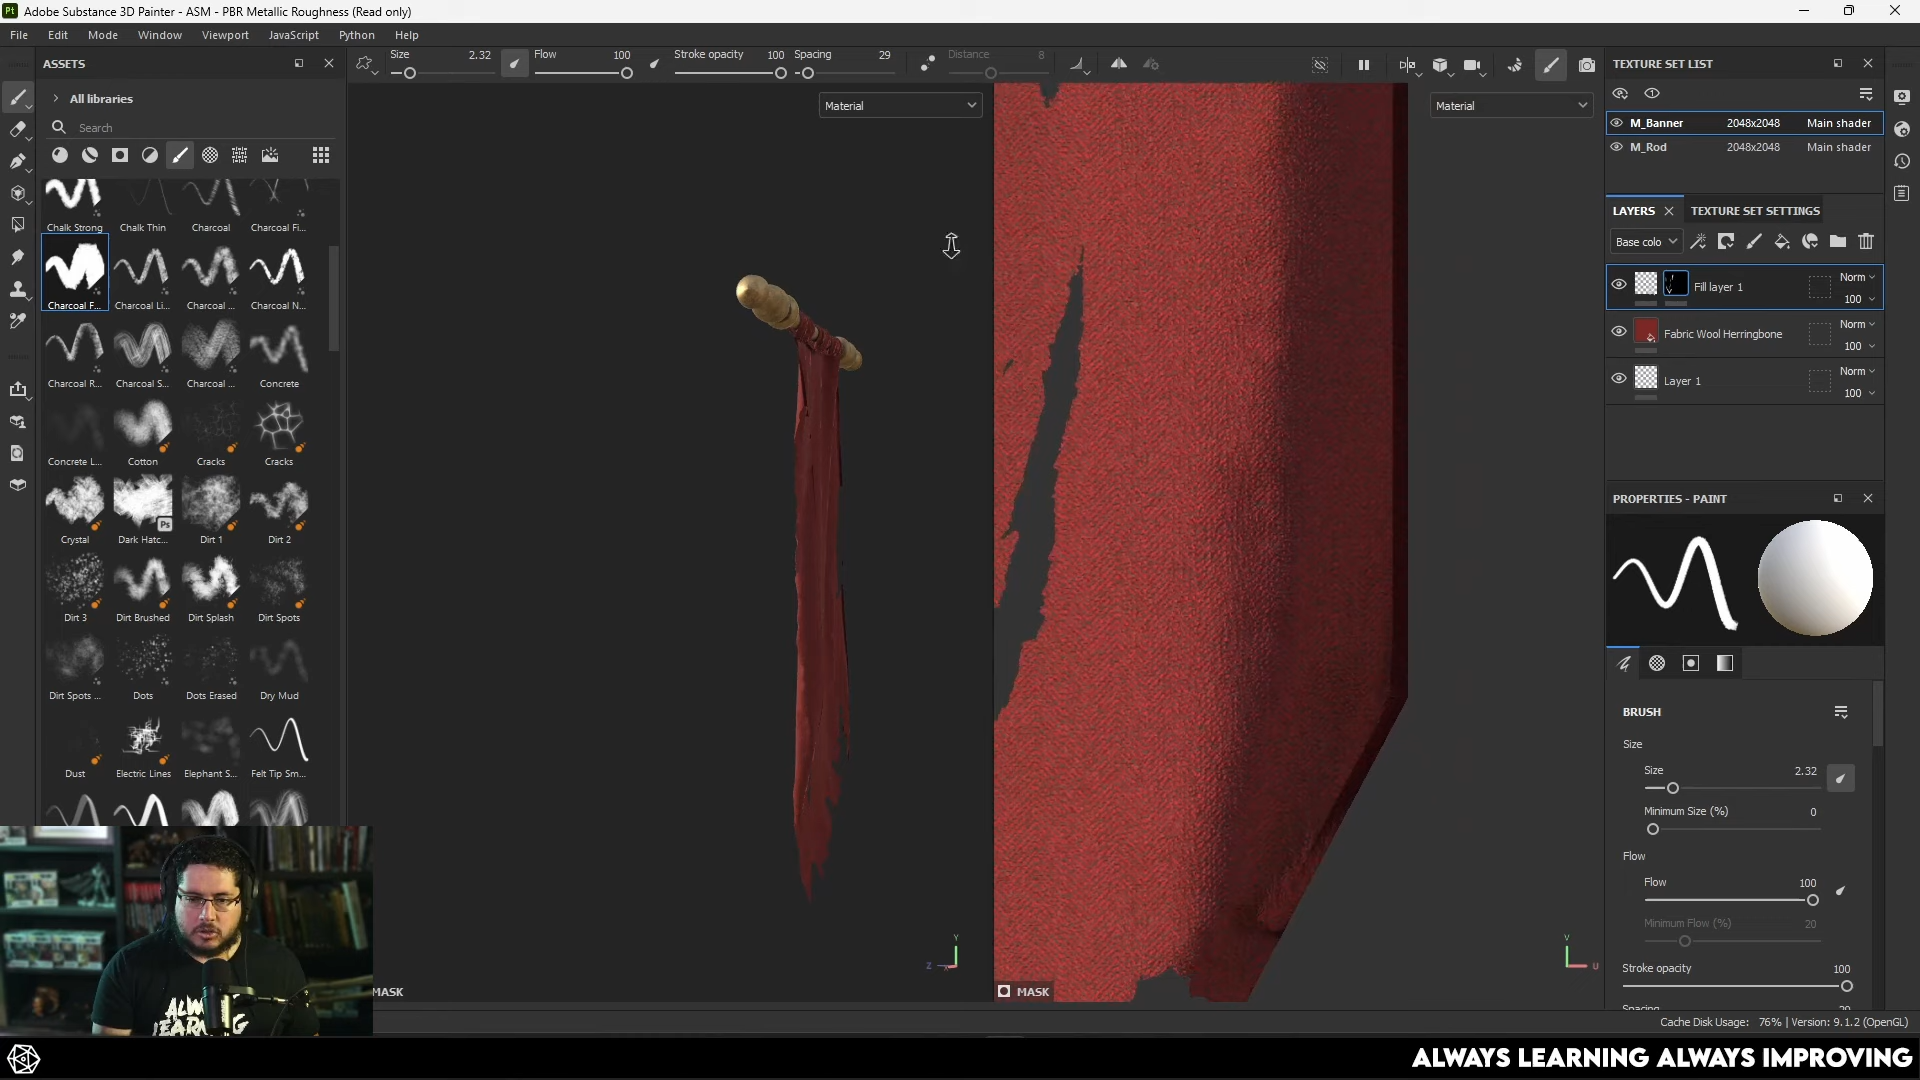 Pt Adobe Substance 3D Painter - ASM - PBR Metallic Roughness (Read only)
File Edit Mode Window Viewport JavaScript Python Help
ASSETS
All libraries
Search
Chalk Strong Chalk Thin Charcoal Charcoal Fi...
Charcoal F... Charcoal Li... Charcoal ... Charcoal N...
Charcoal R... Charcoal S... Charcoal ... Concrete
Concrete L... Cotton Cracks Cracks
Ps
Crystal Dark Hatc... Dirt 1 Dirt 2
Dirt 3 Dirt Brushed Dirt Splash Dirt Spots
Dirt Spots ... Dots Dots Erased Dry Mud
Dust Electric Lines Elephant S... Felt Tip Sm...
Size 2.32 Flow 100 Stroke opacity 100 Spacing 29 Distance 8
Material
Y
Z
MASK
Material
V
U
MASK
TEXTURE SET LIST
M_Banner 2048x2048 Main shader
M_Rod 2048x2048 Main shader
LAYERS TEXTURE SET SETTINGS
Base colo
Fill layer 1 Norm 100
Fabric Wool Herringbone Norm 100
Layer 1 Norm 100
PROPERTIES - PAINT
BRUSH
Size
Size 2.32
Minimum Size (%) 0
Flow
Flow 100
Minimum Flow (%) 20
Stroke opacity 100
Cache Disk Usage: 76% | Version: 9.1.2 (OpenGL)
ALWAYS LEARNING ALWAYS IMPROVING